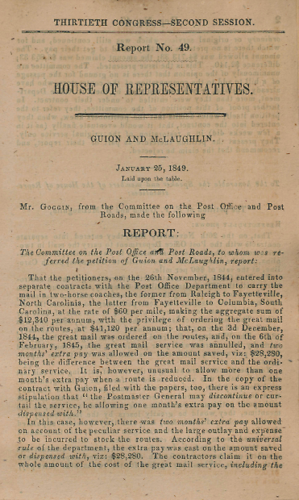 THIRTIETH CONGRESS—SECOND SESSION.
Report No. 49.
HOUSE OF REPRESENTATIVES.
GUION AND McLAUGHLIN.
JANUARY 25, 1849.
Laid upon the table.
Mr. GOGGIN, from the Committee on the Post Office and Post
Roads, made the following
REPORT:
The Committee on the Post Office and Post Roads, to whom was re-
ferred the petition of Guion and McLaughlin, report:
That the petitioners, on the 26th November, 1844, entered into
separate contracts with the Post Office Department to carry the
mail in two-horse coaches, the former from Raleigh to Fayetteville,
North Carolina, the latter from Fayetteville to Columbia, South
Carolina, at the rate of $60 per mile, making the aggregate sum of
$12,340 per annum, with the privilege of ordering the great mail
on the routes, at $41,120 per annum; that, on the 3d December,
1844, the great mail was ordered on the routes, and, on the 6th of
February, 1845, the great mail service was annulled, and two
months' extra pay was allowed on the amount saved, viz: $28,280,
being the difference between the great mail service and the ordi-
nary service. It is, however, unusual to allow more than one
month's extra pay when a route is reduced. In the copy of the
contract with Guion, filed with the papers, too, there is an express
stipulation that "the Postmaster General may discontinue or cur-
tail the service, he allowing one month's extra pay on the amount
dispensed with."
In this case, however, there was two months' extra pay allowed
on account of the peculiar service and the large outlay and expense
to be incurred to stock the routes. According to the universal
rule of the department, the extra pay was cast on the amount saved
or dispensed with, viz: $28,280. The contractors claim it on the
whole amount of the cost of the great mail service, including the